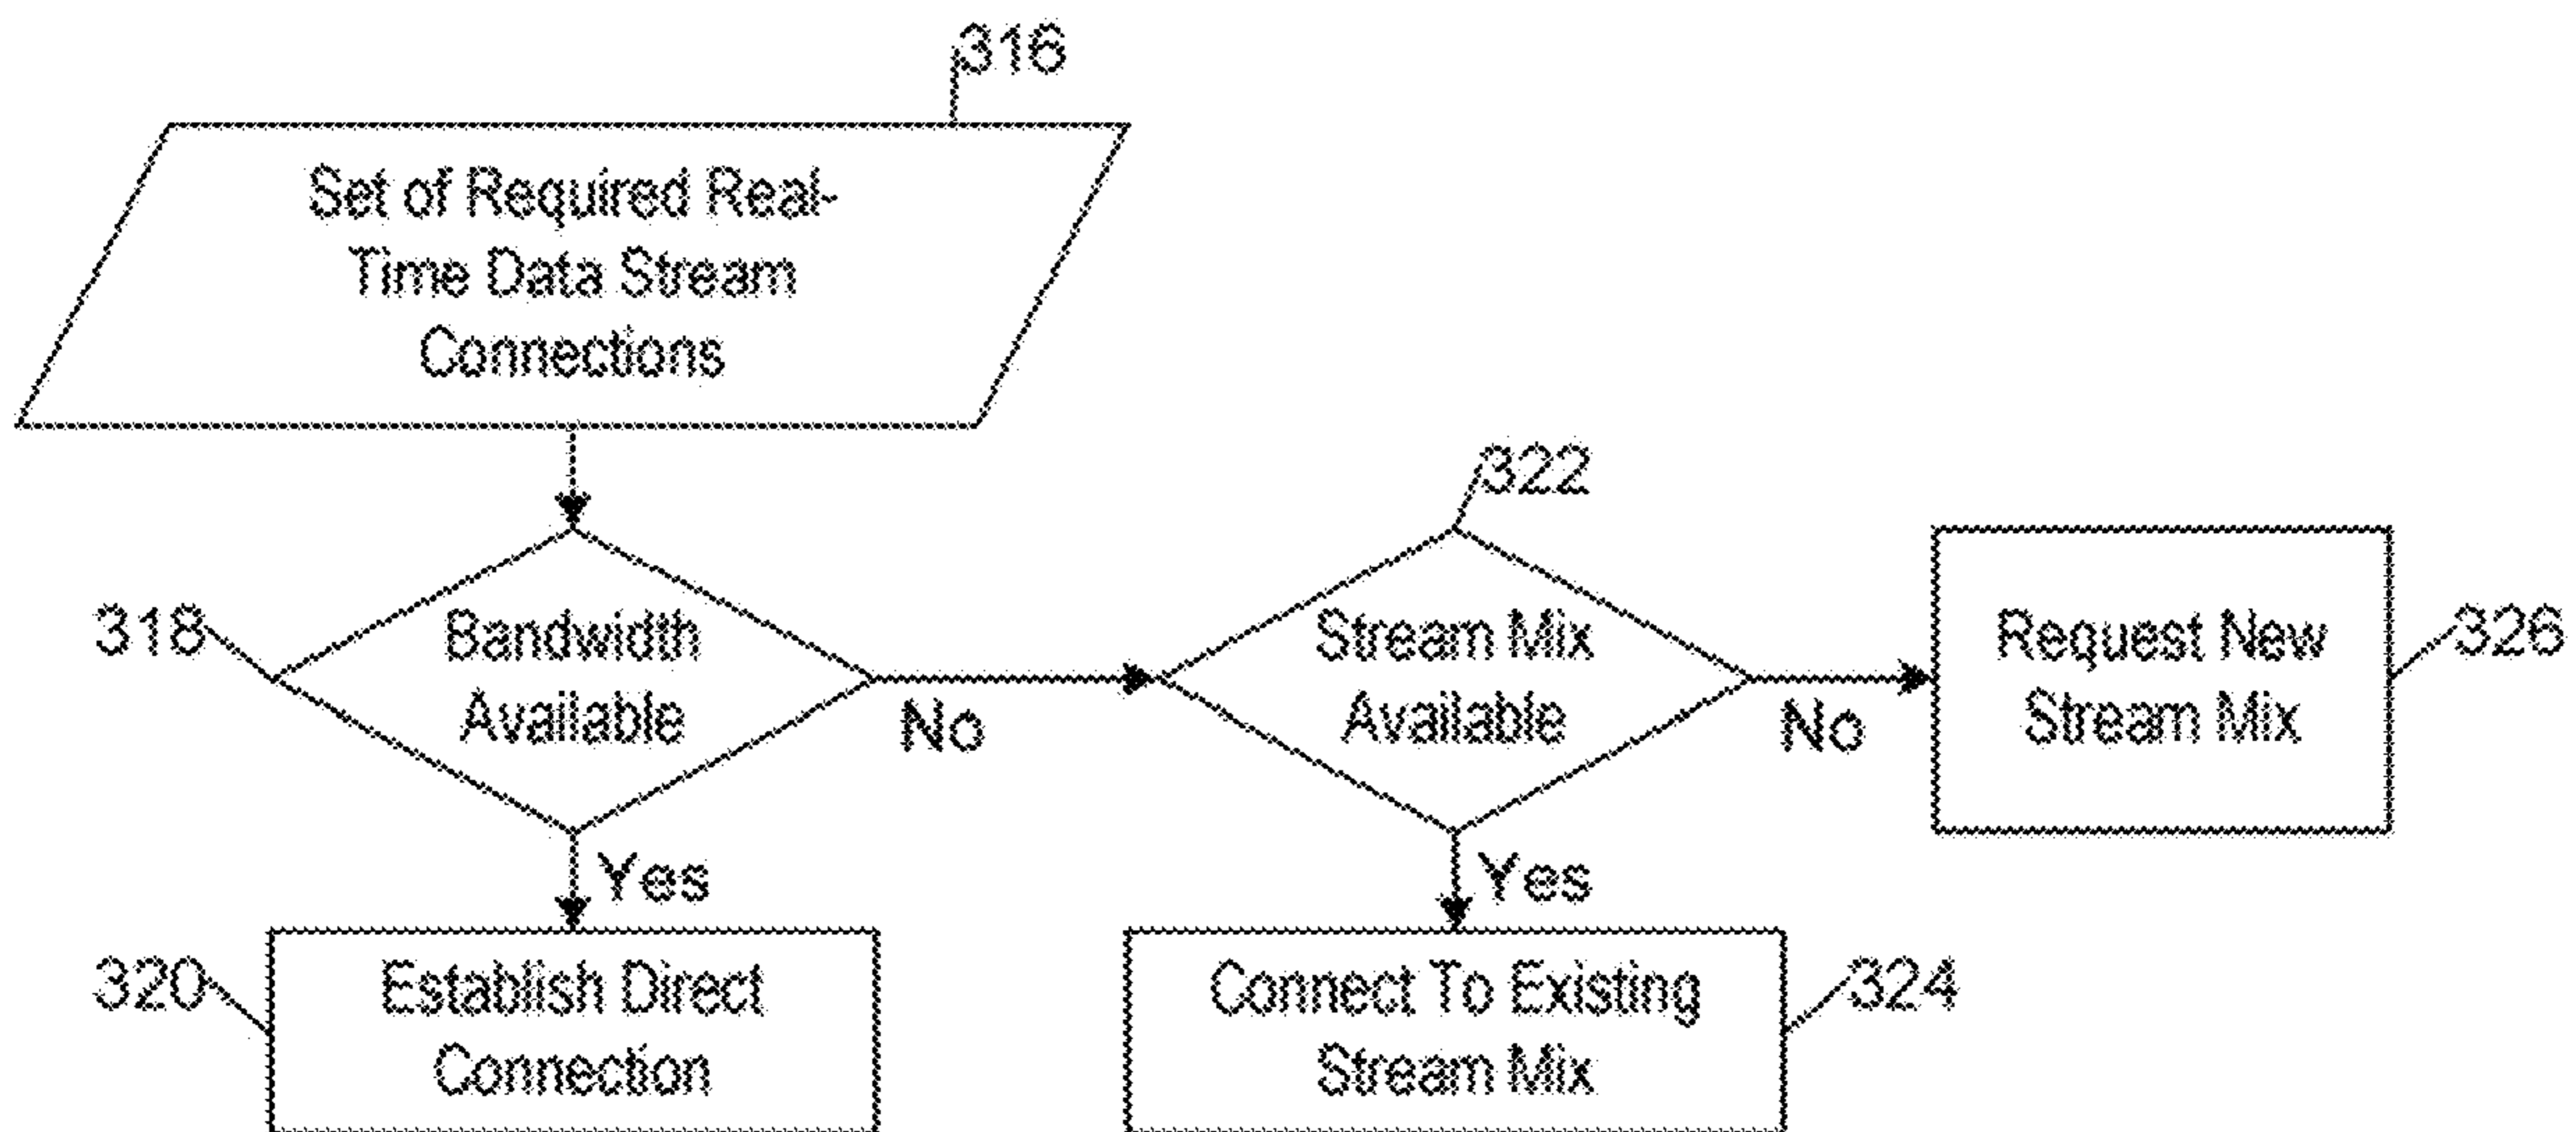 316
Set of Required Real-
Time Data Stream
Connections
318
Bandwidth
Available
No
Yes
320
Establish Direct
Connection
322
Stream Mix
Available
No
Yes
324
Connect To Existing
Stream Mix
326
Request New
Stream Mix